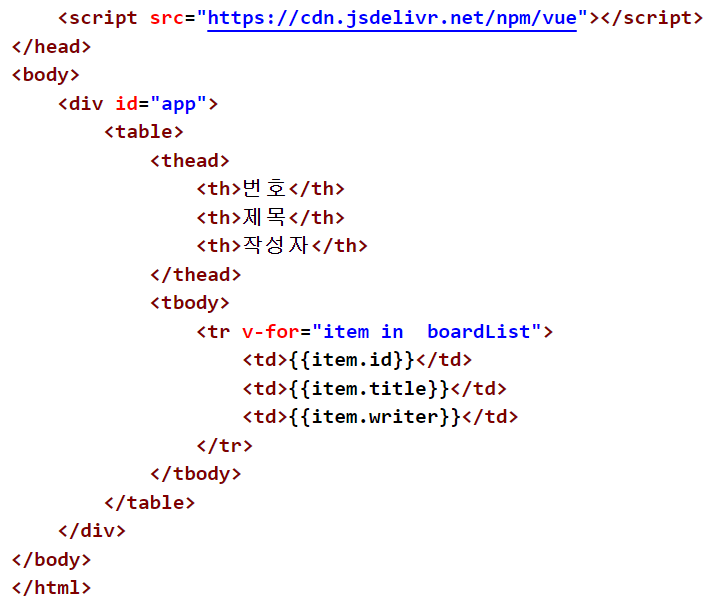 <script src="https://cdn.jsdelivr.net/npm/vue"></script>
</head>
<body>
<div id="app">
<table>
<thead>
<th>번호</th>
<th>제목</th>
<th>작성자</th>
</thead>
<tbody>
<tr v-for="item in  boardList">
<td>{{item.id}}</td>
<td>{{item.title}}</td>
<td>{{item.writer}}</td>
</tr>
</tbody>
</table>
</div>
</body>
</html>